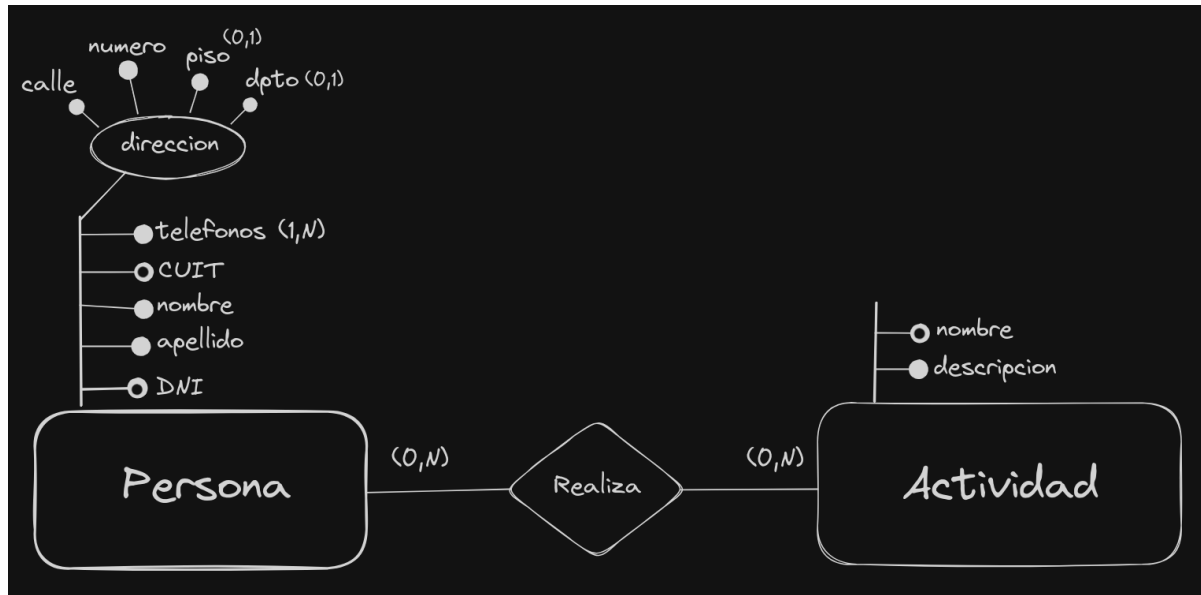 numero
piso (0,1)
calle
dpto (0,1)
direccion
telefonos (1,N)
CUIT
nombre
apellido
DNI
nombre
descripcion
Persona
(0,N)
Realiza
(0,N)
Actividad